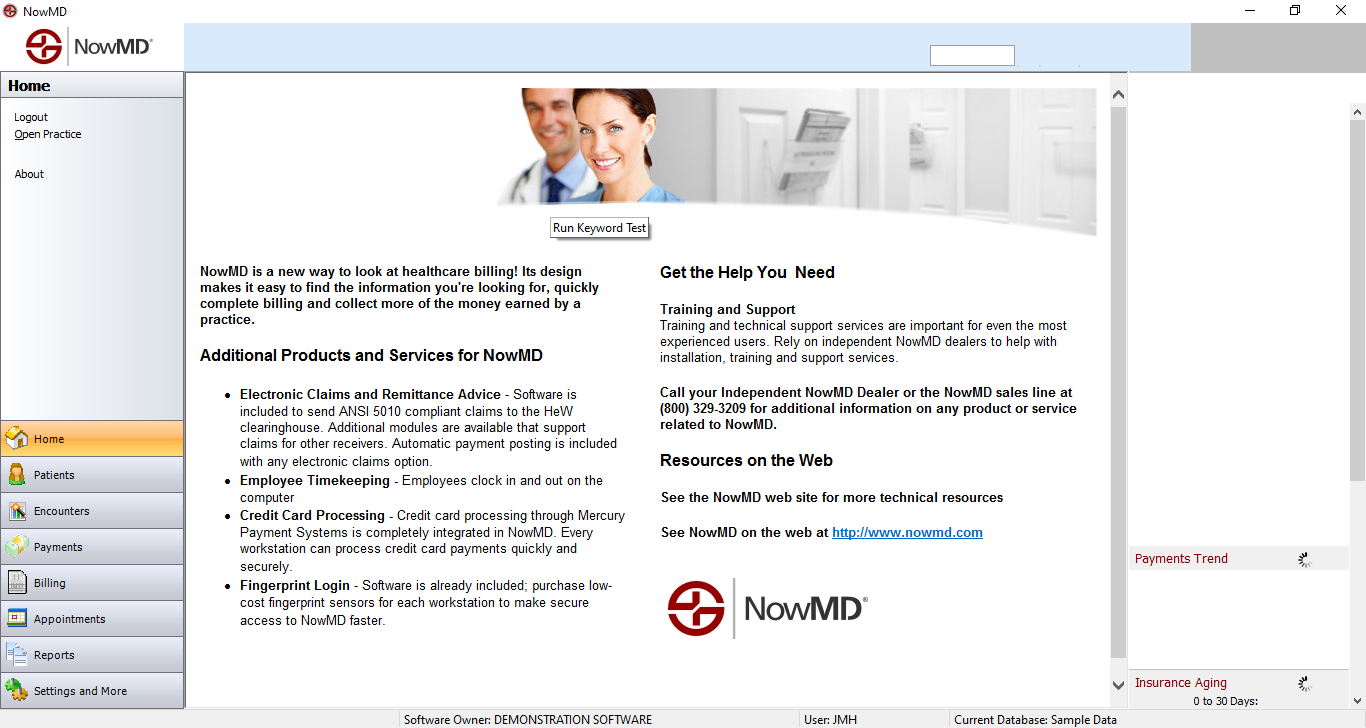 NowMD
NowMD®
Home
Logout
Open Practice
About
Home
Patients
Encounters
Payments
Billing
Appointments
Reports
Settings and More
Run Keyword Test
NowMD is a new way to look at healthcare billing! Its design
makes it easy to find the information you're looking for, quickly
complete billing and collect more of the money earned by a
practice.
Additional Products and Services for NowMD
• Electronic Claims and Remittance Advice - Software is
included to send ANSI 5010 compliant claims to the HeW
clearinghouse. Additional modules are available that support
claims for other receivers. Automatic payment posting is included
with any electronic claims option.
• Employee Timekeeping - Employees clock in and out on the
computer
• Credit Card Processing - Credit card processing through Mercury
Payment Systems is completely integrated in NowMD. Every
workstation can process credit card payments quickly and
securely.
• Fingerprint Login - Software is already included; purchase low-
cost fingerprint sensors for each workstation to make secure
access to NowMD faster.
Get the Help You Need
Training and Support
Training and technical support services are important for even the most
experienced users. Rely on independent NowMD dealers to help with
installation, training and support services.
Call your Independent NowMD Dealer or the NowMD sales line at
(800) 329-3209 for additional information on any product or service
related to NowMD.
Resources on the Web
See the NowMD web site for more technical resources
See NowMD on the web at http://www.nowmd.com
NowMD®
Payments Trend
Insurance Aging
0 to 30 Days:
Software Owner: DEMONSTRATION SOFTWARE
User: JMH
Current Database: Sample Data